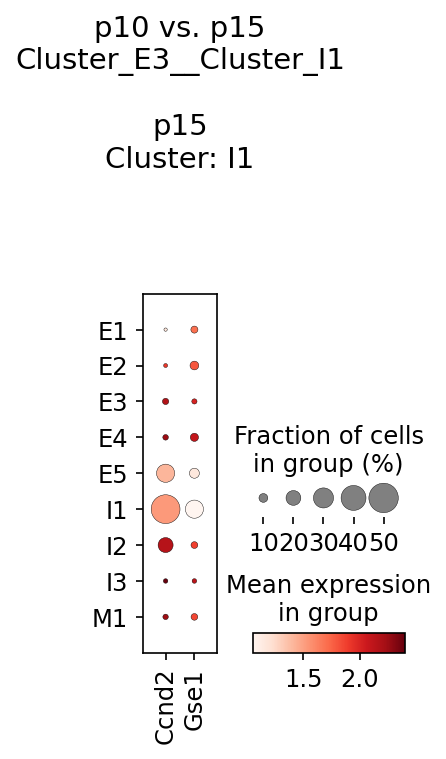 p10 vs. p15
Cluster_E3__Cluster_I1
p15
Cluster: I1
E1
E2
E3
E4
E5
I1
I2
I3
M1
Ccnd2
Gse1
Fraction of cells
in group (%)
10 20 30 40 50
Mean expression
in group
1.5 2.0